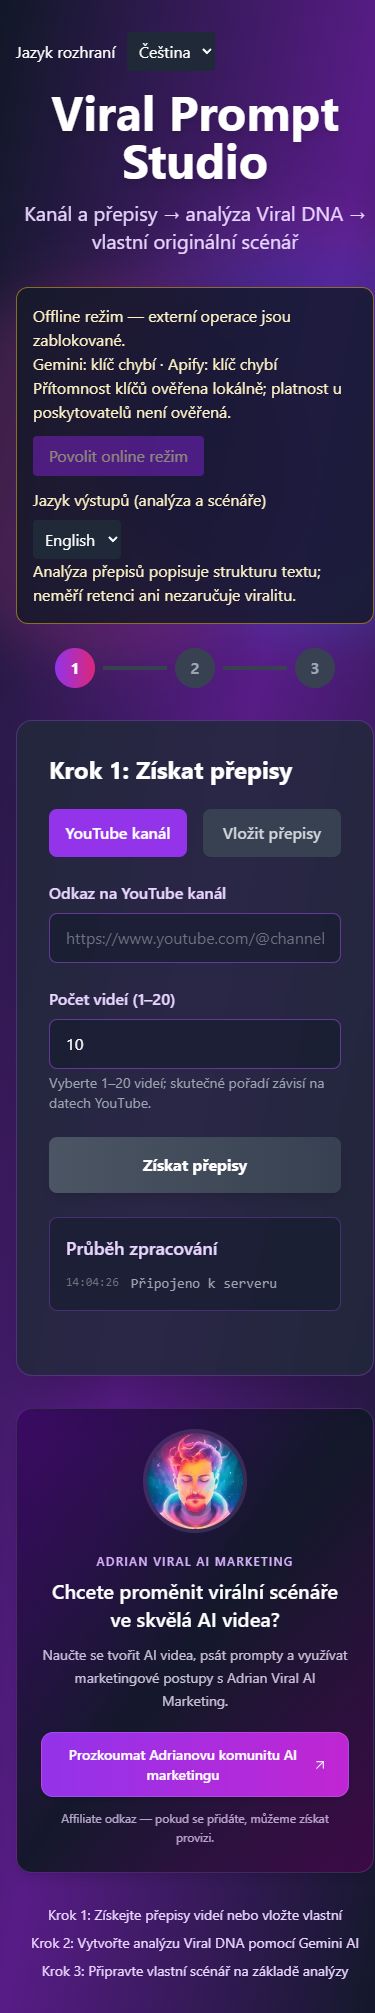 Jazyk rozhraní Čeština
Viral Prompt
Studio
Kanál a přepisy → analýza Viral DNA →
vlastní originální scénář
Offline režim — externí operace jsou
zablokované.
Gemini: klíč chybí · Apify: klíč chybí
Přítomnost klíčů ověřena lokálně; platnost u
poskytovatelů není ověřená.
Povolit online režim
Jazyk výstupů (analýza a scénáře)
English
Analýza přepisů popisuje strukturu textu;
neměří retenci ani nezaručuje viralitu.
1 2 3
Krok 1: Získat přepisy
YouTube kanál Vložit přepisy
Odkaz na YouTube kanál
https://www.youtube.com/@channel
Počet videí (1–20)
10
Vyberte 1–20 videí; skutečné pořadí závisí na
datech YouTube.
Získat přepisy
Průběh zpracování
14:04:26 Připojeno k serveru
ADRIAN VIRAL AI MARKETING
Chcete proměnit virální scénáře
ve skvělá AI videa?
Naučte se tvořit AI videa, psát prompty a využívat
marketingové postupy s Adrian Viral AI
Marketing.
Prozkoumat Adrianovu komunitu AI
marketingu
Affiliate odkaz — pokud se přidáte, můžeme získat
provizi.
Krok 1: Získejte přepisy videí nebo vložte vlastní
Krok 2: Vytvořte analýzu Viral DNA pomocí Gemini AI
Krok 3: Připravte vlastní scénář na základě analýzy